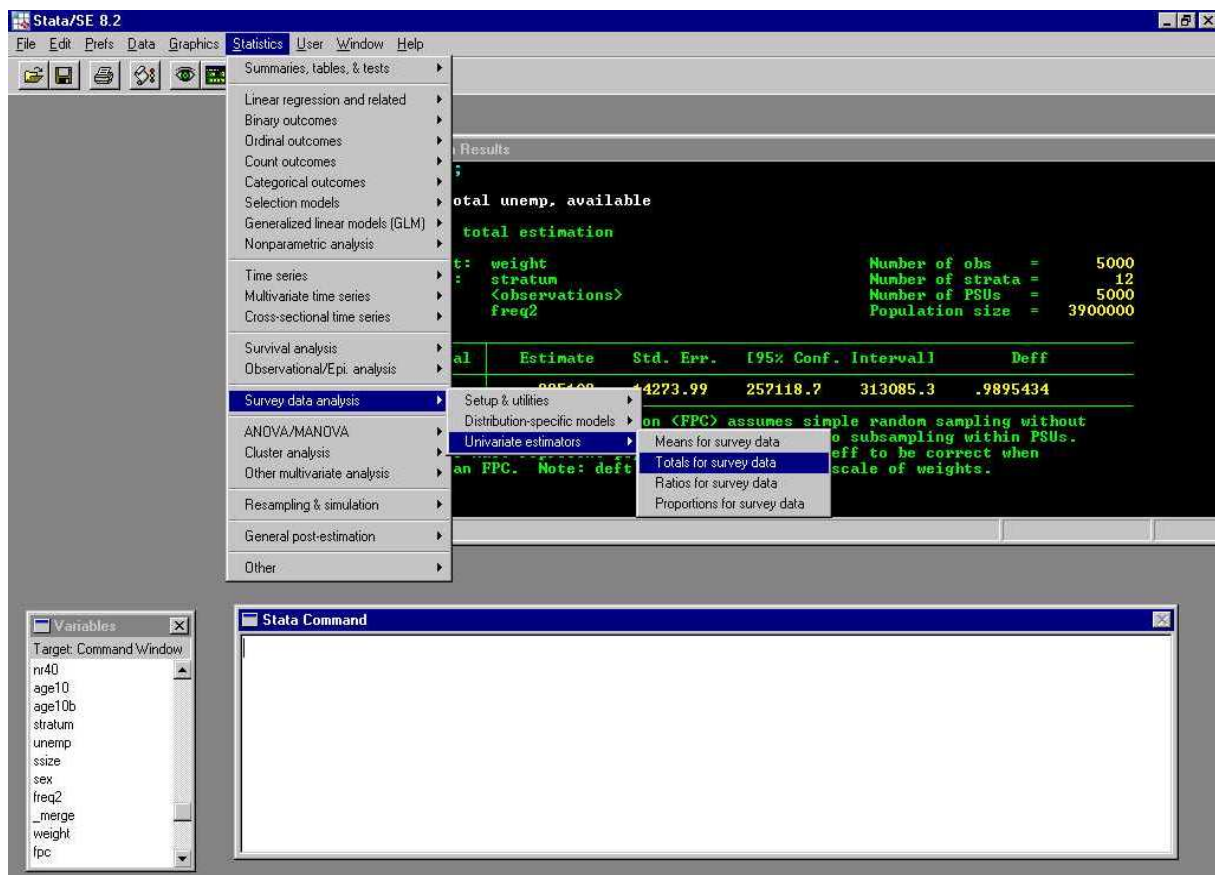 Stata/SE 8.2
File Edit Prefs Data Graphics Statistics User Window Help
Summaries, tables, & tests
Linear regression and related
Binary outcomes
Ordinal outcomes
Count outcomes
Categorical outcomes
Selection models
Generalized linear models (GLM)
Nonparametric analysis
Time series
Multivariate time series
Cross-sectional time series
Survival analysis
Observational/Epi. analysis
Survey data analysis
ANOVA/MANOVA
Cluster analysis
Other multivariate analysis
Resampling & simulation
General post-estimation
Other
Setup & utilities
Distribution-specific models
Univariate estimators
Means for survey data
Totals for survey data
Ratios for survey data
Proportions for survey data
Results
;
otal unemp, available
total estimation
t: weight Number of obs = 5000
: stratum Number of strata = 12
<observations> Number of PSUs = 5000
freq2 Population size = 3900000
al Estimate Std. Err. [95% Conf. Interval] Deff
14273.99 257118.7 313085.3 .9895434
on (FPC) assumes simple random sampling without
o subsampling within PSUs.
eff to be correct when
an FPC. Note: deft scale of weights.
Variables
Target: Command Window
nr40
age10
age10b
stratum
unemp
ssize
sex
freq2
_merge
weight
fpc
Stata Command